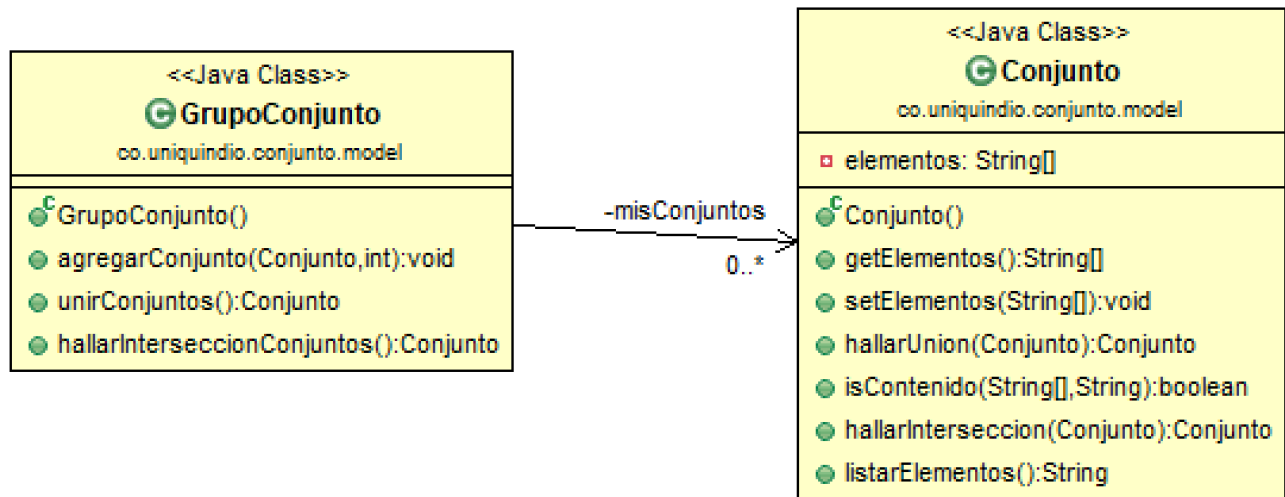 <<Java Class>>
GrupoConjunto
co.uniquindio.conjunto.model
GrupoConjunto()
agregarConjunto(Conjunto,int):void
unirConjuntos():Conjunto
hallarInterseccionConjuntos():Conjunto
-misConjuntos
0..*
<<Java Class>>
Conjunto
co.uniquindio.conjunto.model
elementos: String[]
Conjunto()
getElementos():String[]
setElementos(String[]):void
hallarUnion(Conjunto):Conjunto
isContenido(String[],String):boolean
hallarInterseccion(Conjunto):Conjunto
listarElementos():String